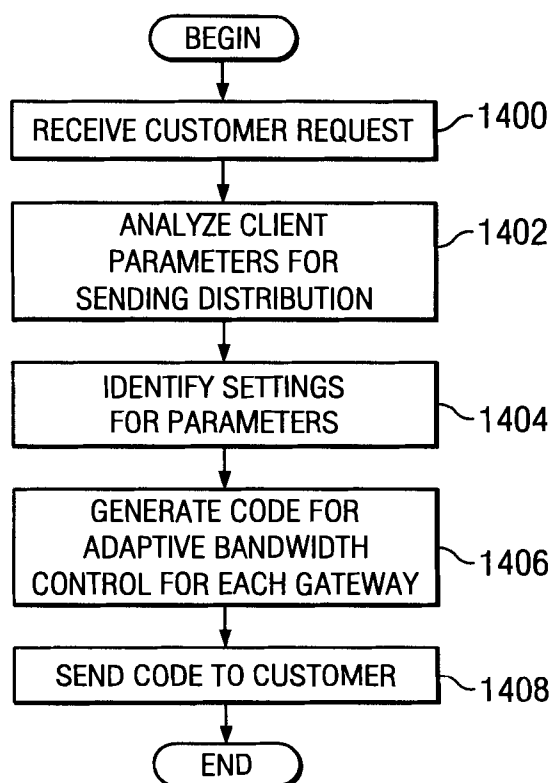 BEGIN
RECEIVE CUSTOMER REQUEST
1400
ANALYZE CLIENT
PARAMETERS FOR
SENDING DISTRIBUTION
1402
IDENTIFY SETTINGS
FOR PARAMETERS
1404
GENERATE CODE FOR
ADAPTIVE BANDWIDTH
CONTROL FOR EACH GATEWAY
1406
SEND CODE TO CUSTOMER
1408
END